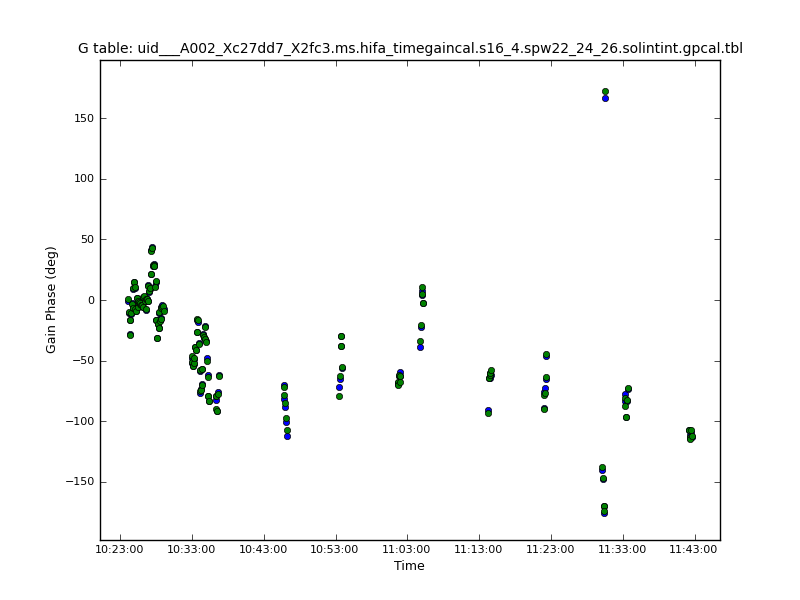 G table: uid___A002_Xc27dd7_X2fc3.ms.hifa_timegaincal.s16_4.spw22_24_26.solintint.gpcal.tbl
150
100
50
0
−50
−100
−150
Gain Phase (deg)
10:23:00 10:33:00 10:43:00 10:53:00 11:03:00 11:13:00 11:23:00 11:33:00 11:43:00
Time